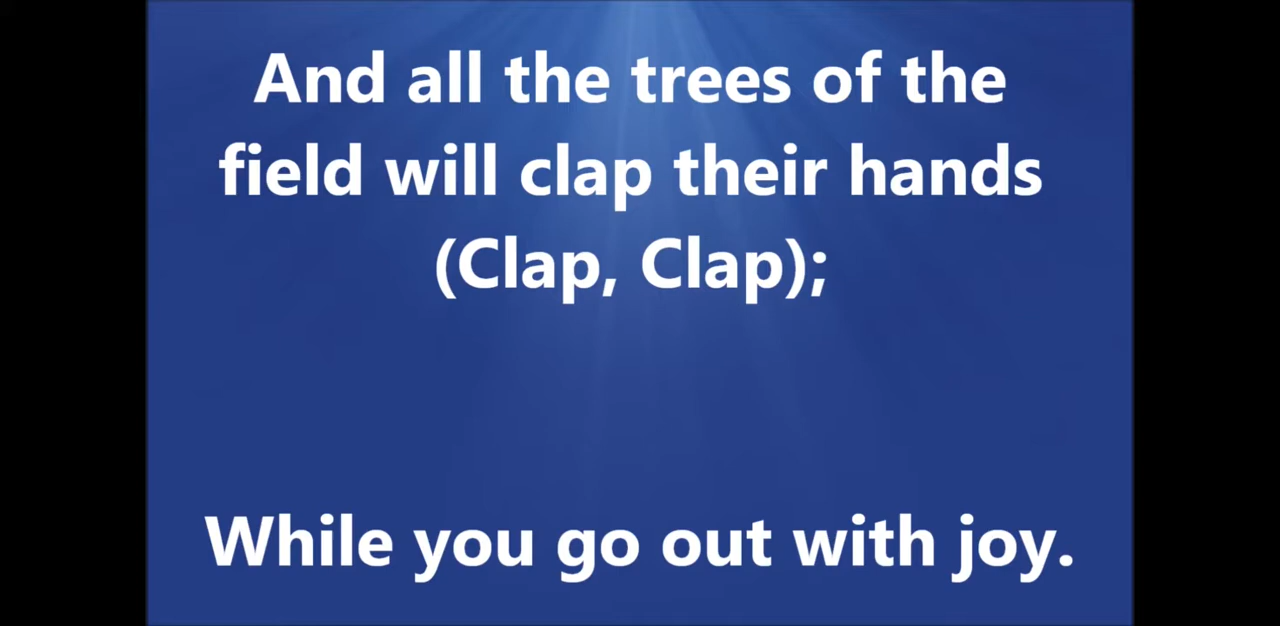 And all the trees of the
field will clap their hands
(Clap, Clap);
While you go out with joy.